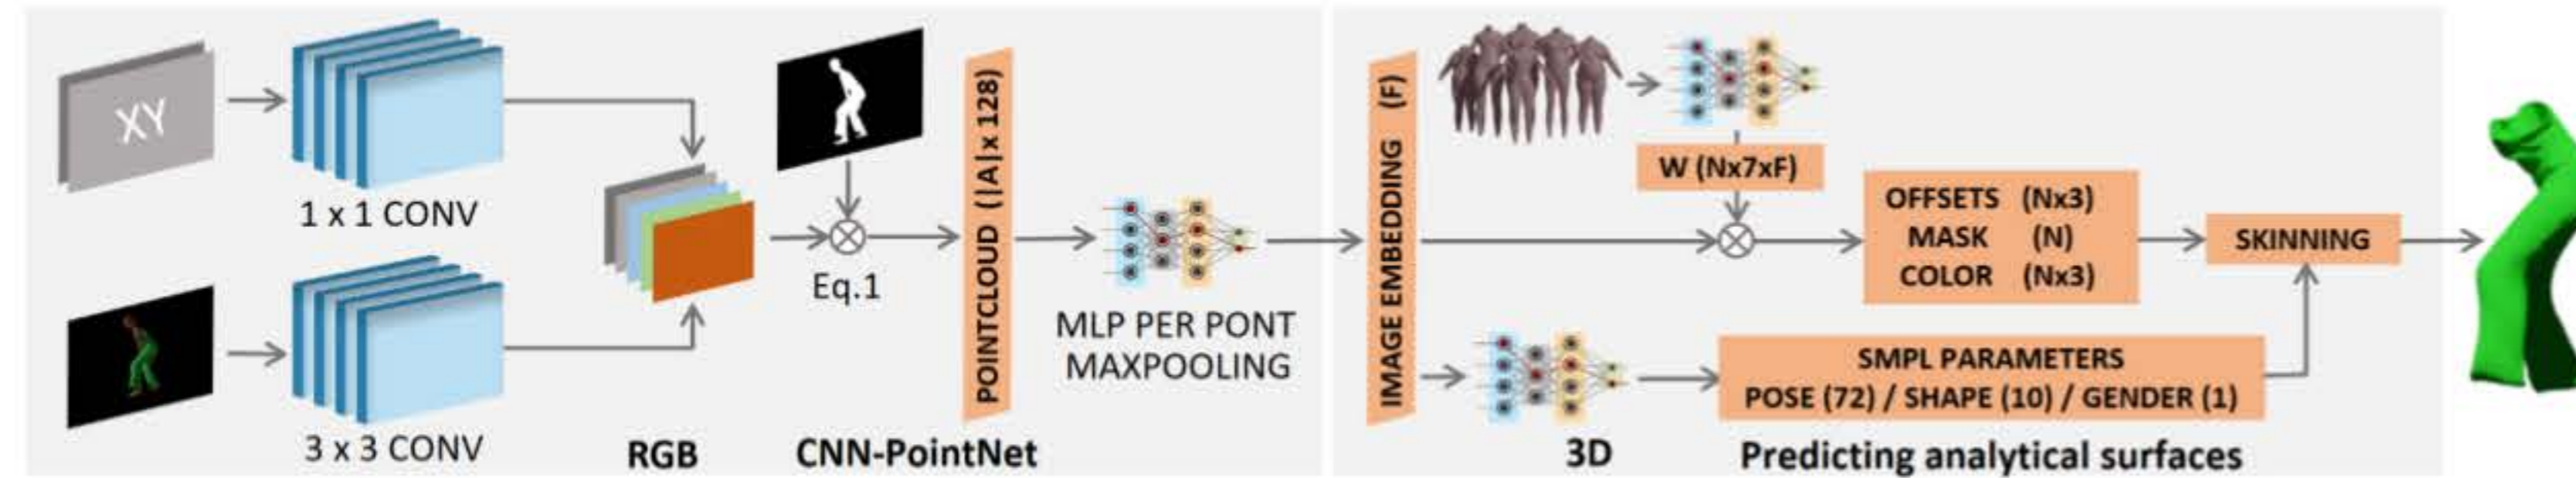 XY
1 x 1 CONV
3 x 3 CONV
RGB
Eq.1
CNN-PointNet
POINTCLOUD (|A|x 128)
MLP PER PONT
MAXPOOLING
IMAGE EMBEDDING (F)
W (Nx7xF)
OFFSETS (Nx3)
MASK (N)
COLOR (Nx3)
SKINNING
SMPL PARAMETERS
POSE (72) / SHAPE (10) / GENDER (1)
3D
Predicting analytical surfaces